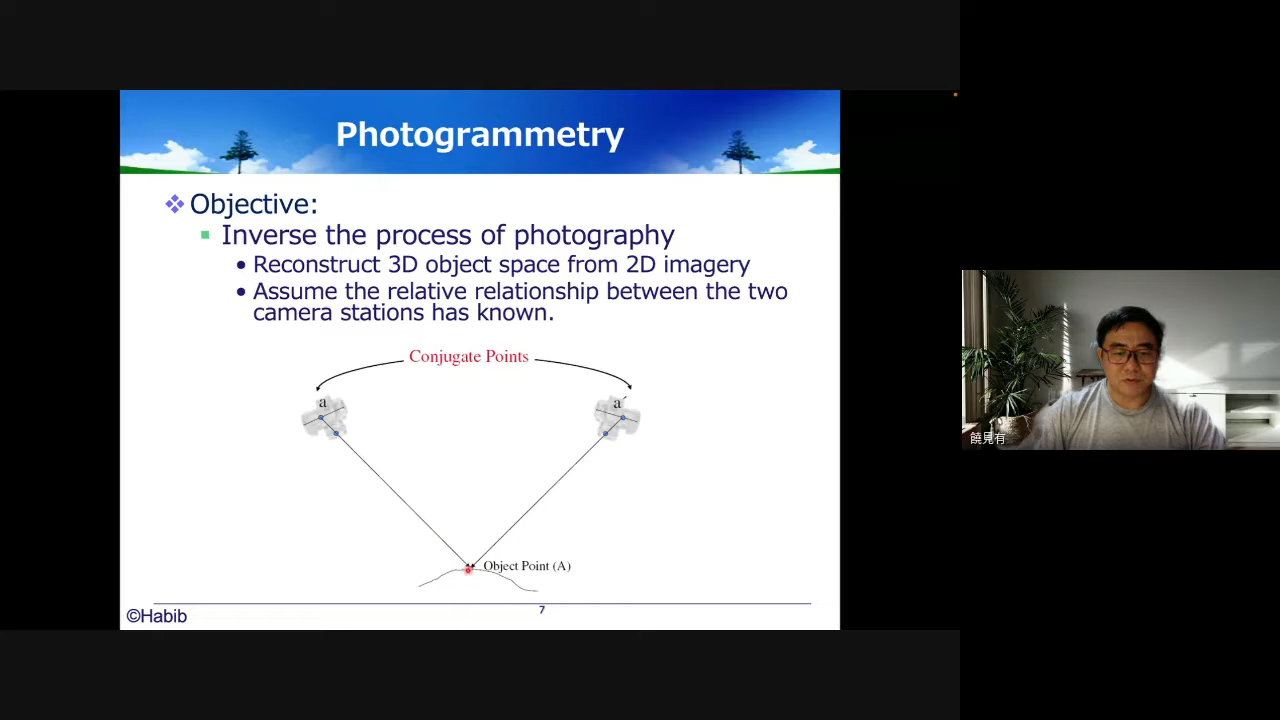 Photogrammetry
Objective:
Inverse the process of photography
• Reconstruct 3D object space from 2D imagery
• Assume the relative relationship between the two
camera stations has known.
Conjugate Points
a
a´
Object Point (A)
©Habib
7
饒見有